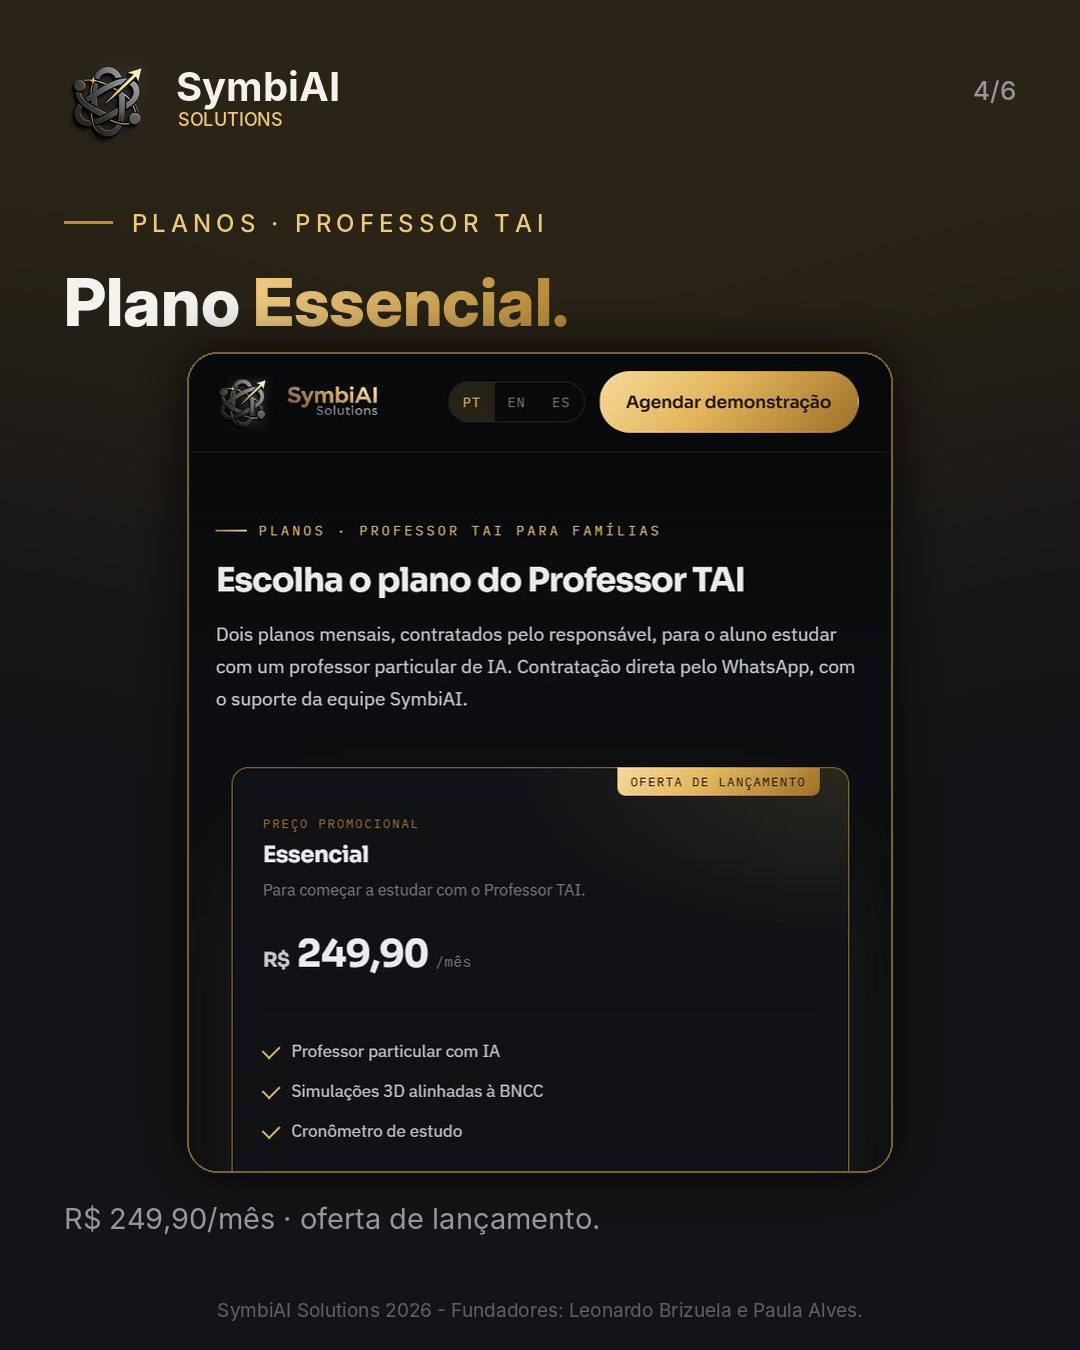 SymbiAI
SOLUTIONS
4/6
PLANOS · PROFESSOR TAI
Plano Essencial.
SymbiAI
Solutions
PT EN ES
Agendar demonstração
PLANOS · PROFESSOR TAI PARA FAMÍLIAS
Escolha o plano do Professor TAI
Dois planos mensais, contratados pelo responsável, para o aluno estudar
com um professor particular de IA. Contratação direta pelo WhatsApp, com
o suporte da equipe SymbiAI.
OFERTA DE LANÇAMENTO
PREÇO PROMOCIONAL
Essencial
Para começar a estudar com o Professor TAI.
R$ 249,90 /mês
Professor particular com IA
Simulações 3D alinhadas à BNCC
Cronômetro de estudo
R$ 249,90/mês · oferta de lançamento.
SymbiAI Solutions 2026 - Fundadores: Leonardo Brizuela e Paula Alves.